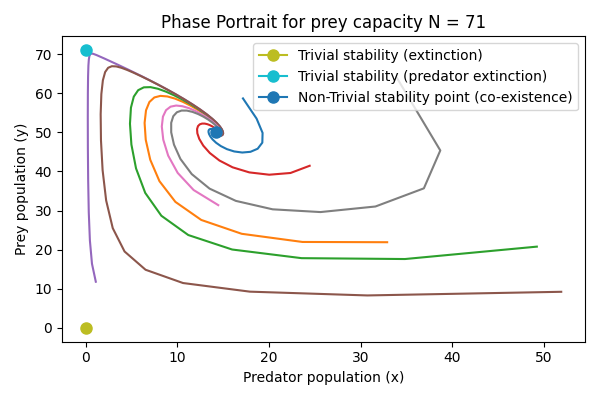 Phase Portrait for prey capacity N = 71
Trivial stability (extinction)
Trivial stability (predator extinction)
Non-Trivial stability point (co-existence)
Prey population (y)
70
60
50
40
30
20
10
0
0 10 20 30 40 50
Predator population (x)